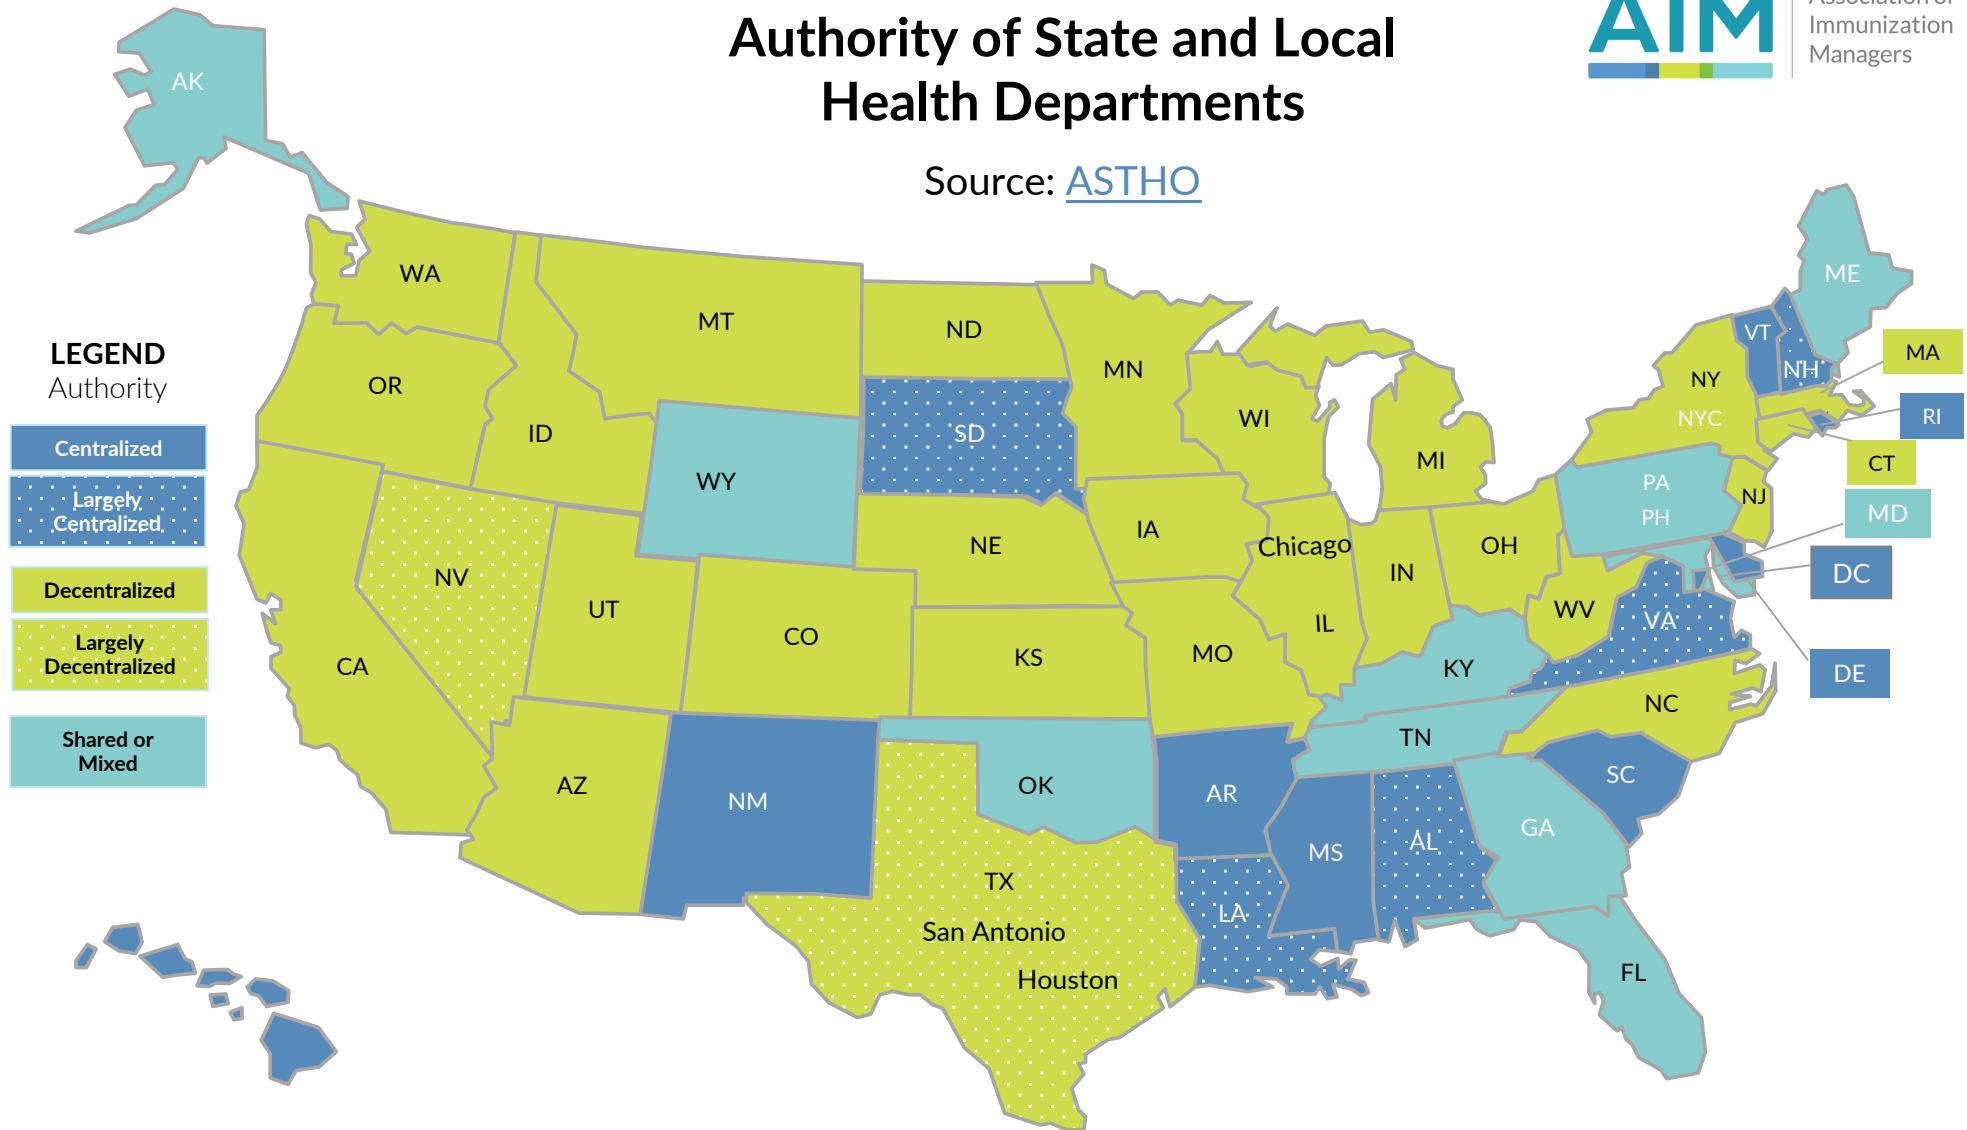 Authority of State and Local
Health Departments
Source: ASTHO
AIM
Immunization
Managers
LEGEND
Authority
Centralized
Largely
Centralized
Decentralized
Largely
Decentralized
Shared or
Mixed
AK
WA
MT
ND
MN
OR
ID
SD
WI
MI
WY
NY
NYC
VT
NH
ME
MA
RI
CT
NJ
PA
PH
MD
DC
DE
NE
IA
Chicago
IL
IN
OH
WV
VA
NV
UT
CO
KS
MO
KY
CA
NC
TN
AZ
NM
OK
AR
SC
MS
AL
GA
TX
San Antonio
Houston
LA
FL